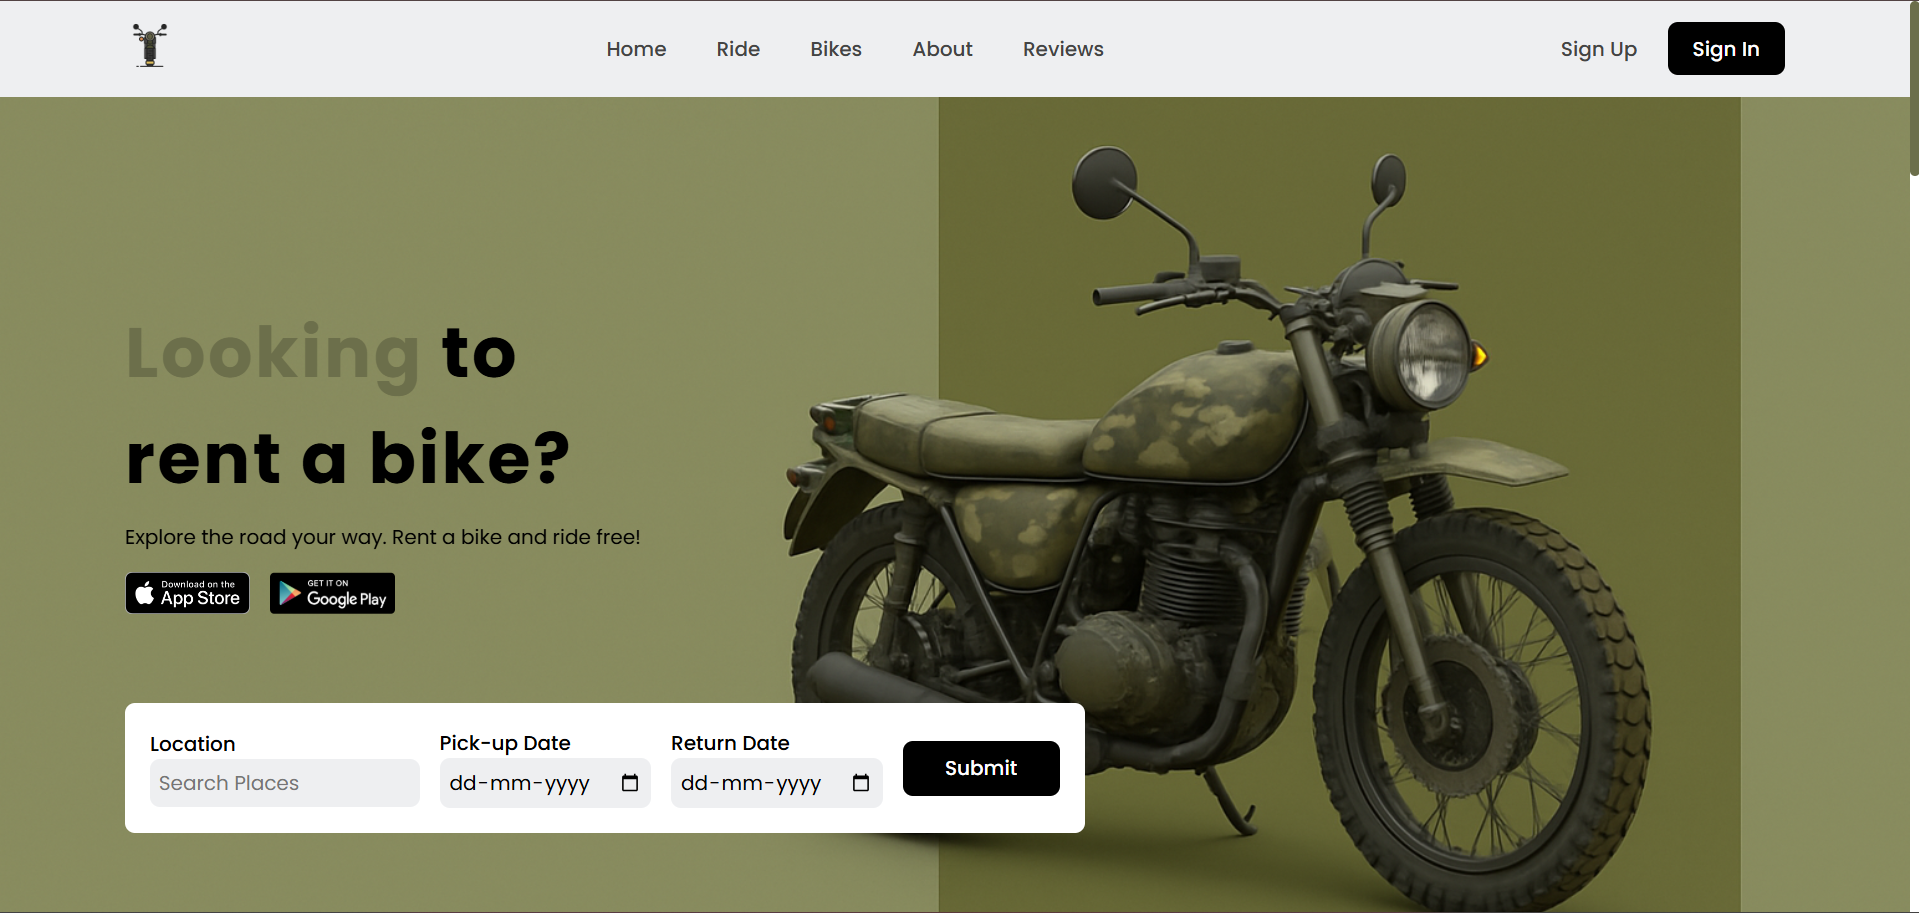 Home Ride Bikes About Reviews Sign Up Sign In
Looking to
rent a bike?
Explore the road your way. Rent a bike and ride free!
Download on the
App Store
GET IT ON
Google Play
Location
Search Places
Pick-up Date
dd-mm-yyyy
Return Date
dd-mm-yyyy
Submit